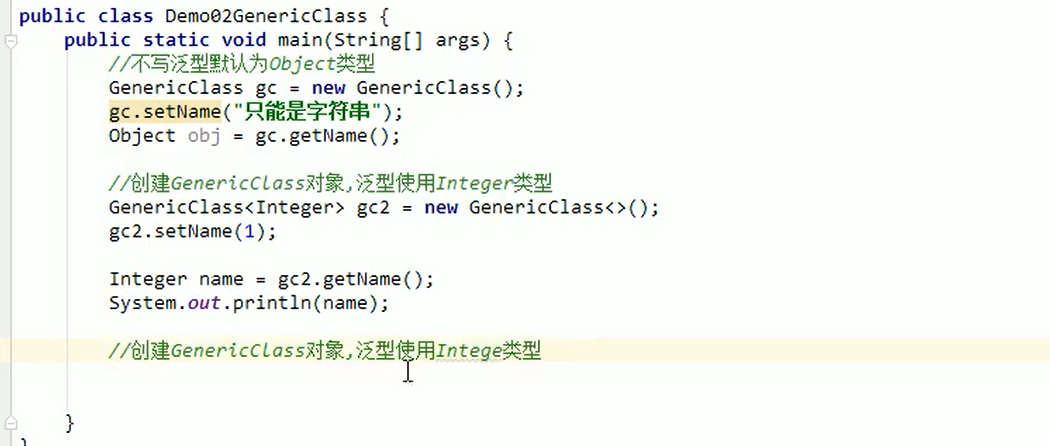 public class Demo02GenericClass {
public static void main(String[] args) {
//不写泛型默认为Object类型
GenericClass gc = new GenericClass();
gc.setName("只能是字符串");
Object obj = gc.getName();
//创建GenericClass对象,泛型使用Integer类型
GenericClass<Integer> gc2 = new GenericClass<>();
gc2.setName(1);
Integer name = gc2.getName();
System.out.println(name);
//创建GenericClass对象,泛型使用Intege类型
}
}